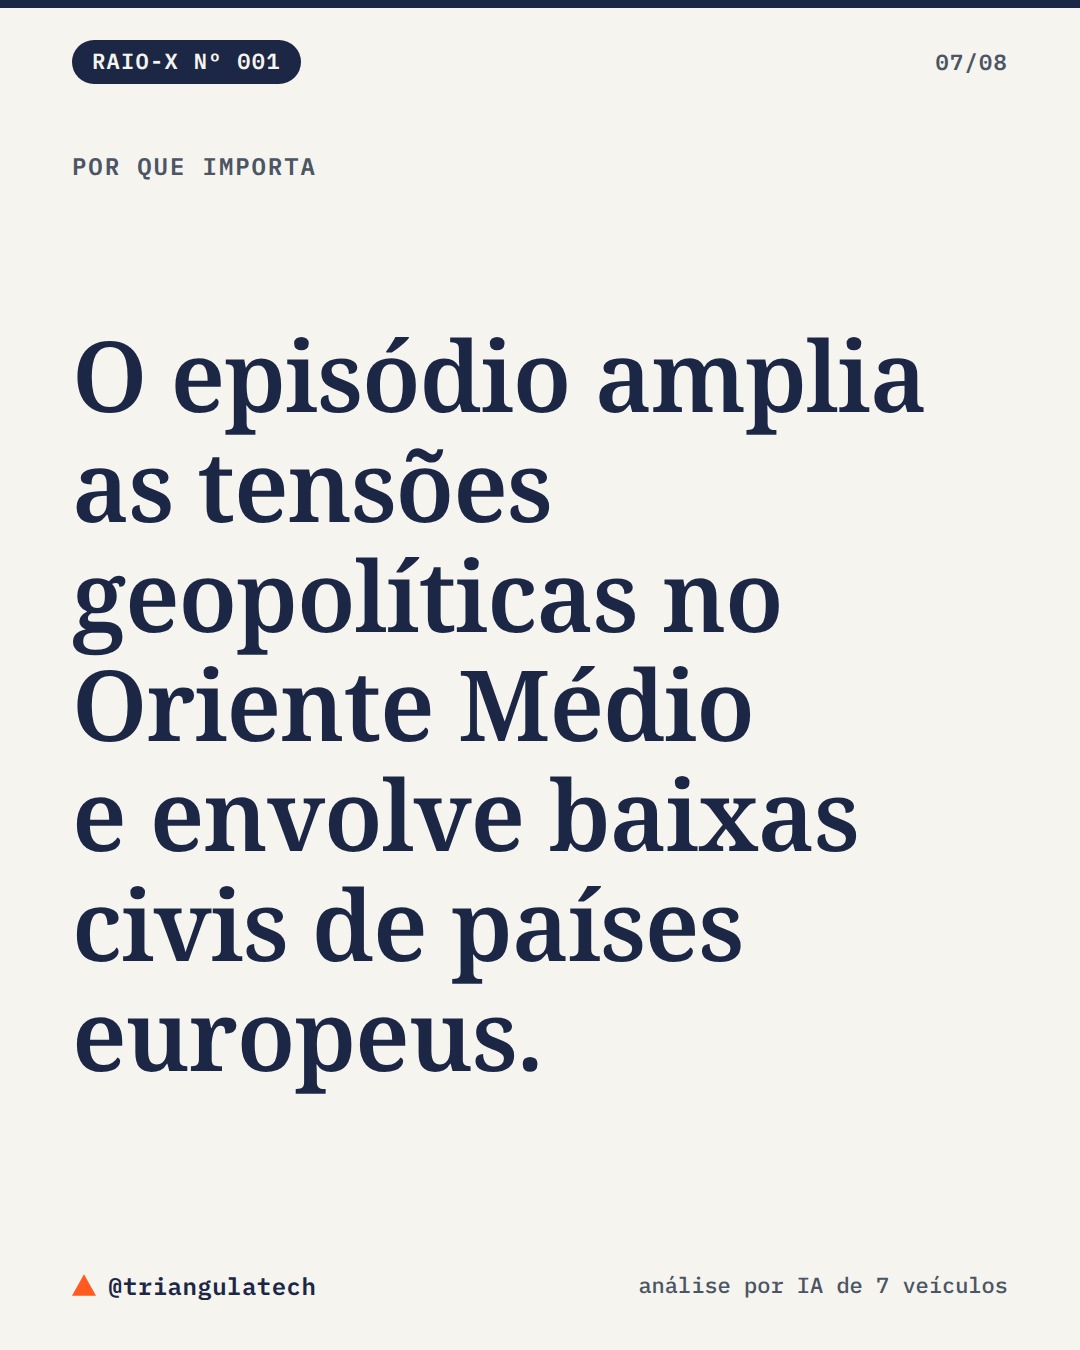 RAIO-X Nº 001
07/08
POR QUE IMPORTA
O episódio amplia
as tensões
geopolíticas no
Oriente Médio
e envolve baixas
civis de países
europeus.
@triangulatech
análise por IA de 7 veículos